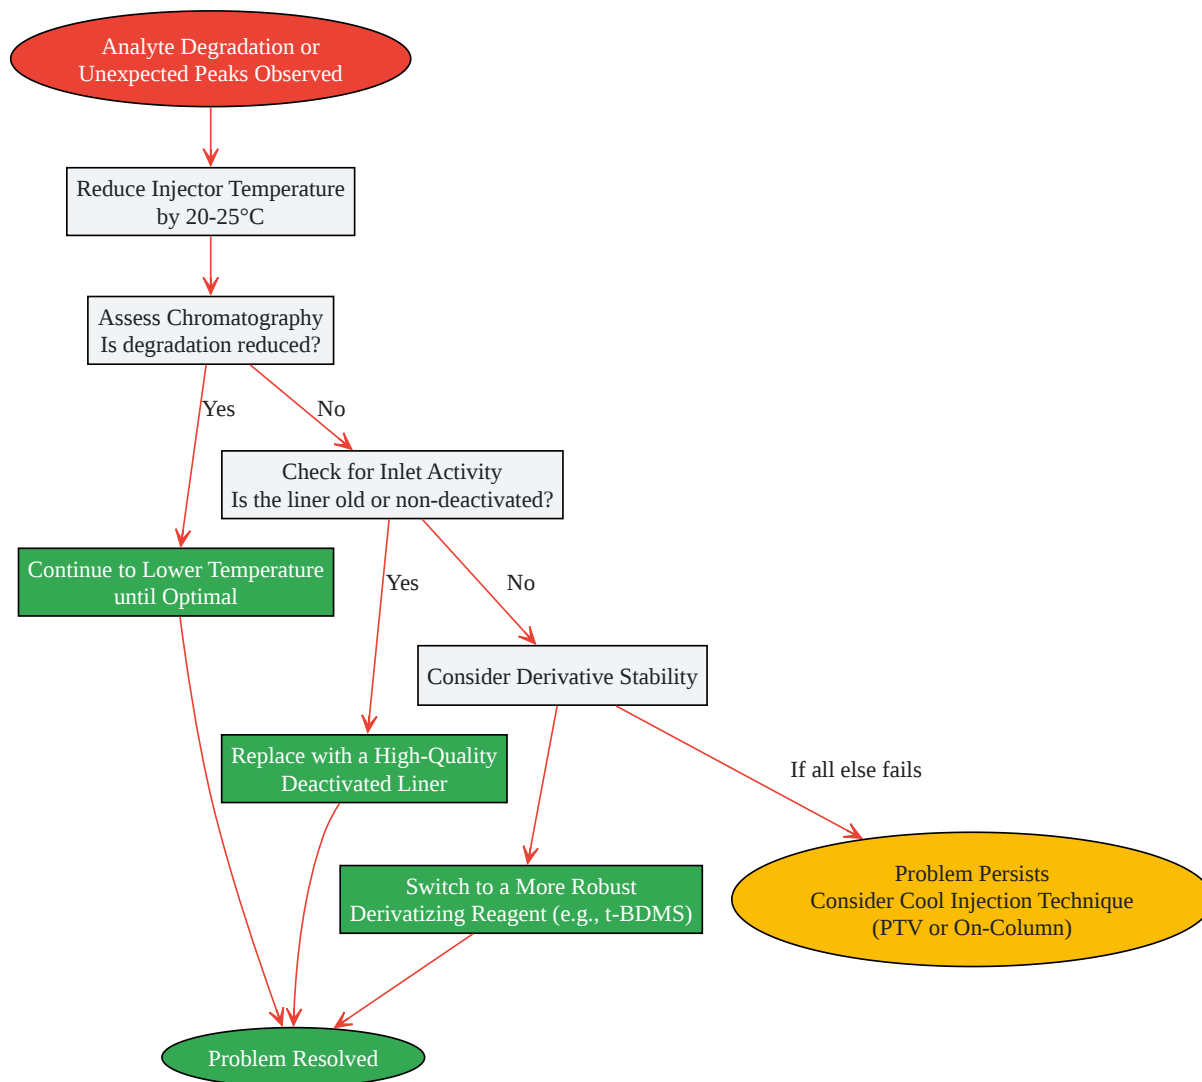 Analyte Degradation or
Unexpected Peaks Observed
Reduce Injector Temperature
by 20-25°C
Assess Chromatography
Is degradation reduced?
Yes
No
Check for Inlet Activity
Is the liner old or non-deactivated?
Continue to Lower Temperature
until Optimal
Yes
No
Consider Derivative Stability
Replace with a High-Quality
Deactivated Liner
If all else fails
Switch to a More Robust
Derivatizing Reagent (e.g., t-BDMS)
Problem Persists
Consider Cool Injection Technique
(PTV or On-Column)
Problem Resolved